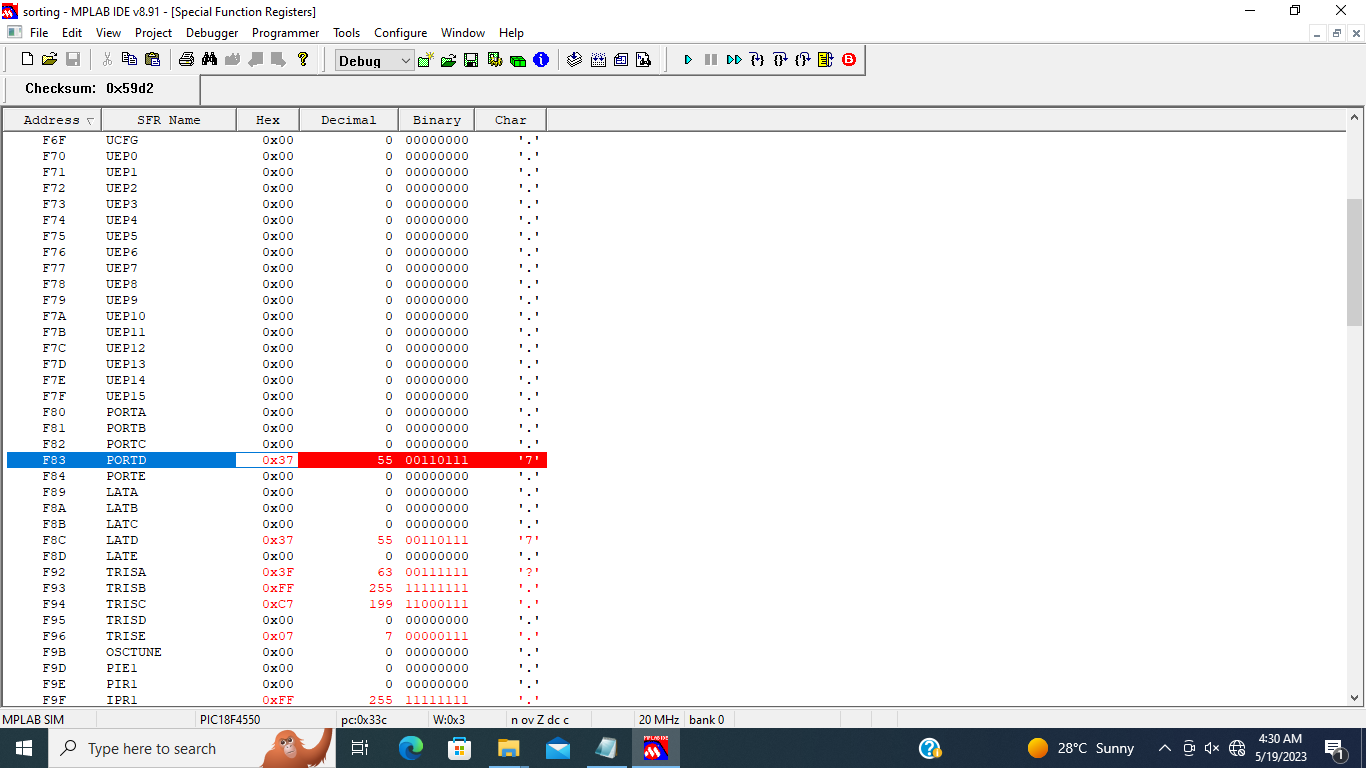 sorting - MPLAB IDE v8.91 - [Special Function Registers]
File Edit View Project Debugger Programmer Tools Configure Window Help
Debug
Checksum: 0x59d2
Address SFR Name Hex Decimal Binary Char
F6F UCFG 0x00 0 00000000 '.'
F70 UEP0 0x00 0 00000000 '.'
F71 UEP1 0x00 0 00000000 '.'
F72 UEP2 0x00 0 00000000 '.'
F73 UEP3 0x00 0 00000000 '.'
F74 UEP4 0x00 0 00000000 '.'
F75 UEP5 0x00 0 00000000 '.'
F76 UEP6 0x00 0 00000000 '.'
F77 UEP7 0x00 0 00000000 '.'
F78 UEP8 0x00 0 00000000 '.'
F79 UEP9 0x00 0 00000000 '.'
F7A UEP10 0x00 0 00000000 '.'
F7B UEP11 0x00 0 00000000 '.'
F7C UEP12 0x00 0 00000000 '.'
F7D UEP13 0x00 0 00000000 '.'
F7E UEP14 0x00 0 00000000 '.'
F7F UEP15 0x00 0 00000000 '.'
F80 PORTA 0x00 0 00000000 '.'
F81 PORTB 0x00 0 00000000 '.'
F82 PORTC 0x00 0 00000000 '.'
F83 PORTD 0x37 55 00110111 '7'
F84 PORTE 0x00 0 00000000 '.'
F89 LATA 0x00 0 00000000 '.'
F8A LATB 0x00 0 00000000 '.'
F8B LATC 0x00 0 00000000 '.'
F8C LATD 0x37 55 00110111 '7'
F8D LATE 0x00 0 00000000 '.'
F92 TRISA 0x3F 63 00111111 '?'
F93 TRISB 0xFF 255 11111111 '.'
F94 TRISC 0xC7 199 11000111 '.'
F95 TRISD 0x00 0 00000000 '.'
F96 TRISE 0x07 7 00000111 '.'
F9B OSCTUNE 0x00 0 00000000 '.'
F9D PIE1 0x00 0 00000000 '.'
F9E PIR1 0x00 0 00000000 '.'
F9F IPR1 0xFF 255 11111111 '.'
MPLAB SIM PIC18F4550 pc:0x33c W:0x3 n ov Z dc c 20 MHz bank 0
Type here to search 28°C Sunny 4:30 AM
5/19/2023 1